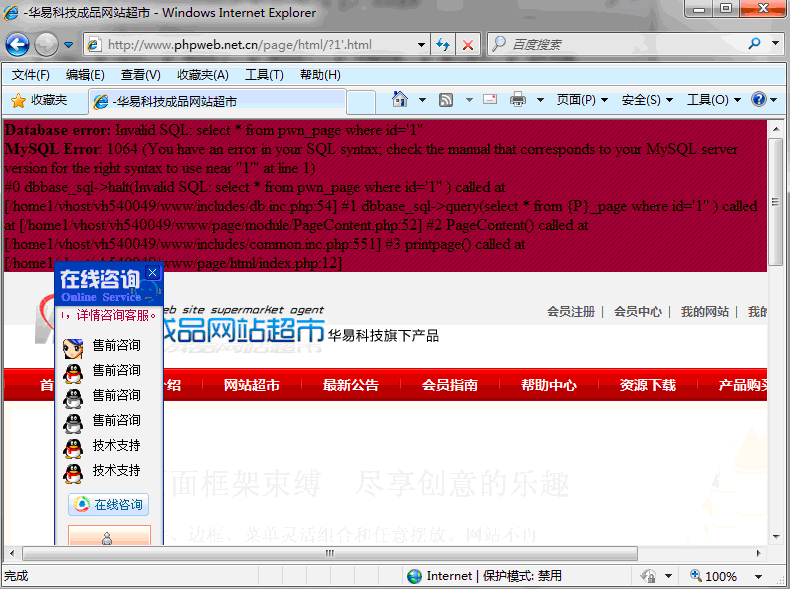 -华易科技成品网站超市 - Windows Internet Explorer
http://www.phpweb.net.cn/page/html/?1'.html
百度搜索
文件(F) 编辑(E) 查看(V) 收藏夹(A) 工具(T) 帮助(H)
收藏夹 -华易科技成品网站超市 页面(P) 安全(S) 工具(O)
Database error: Invalid SQL: select * from pwn_page where id='1''
MySQL Error: 1064 (You have an error in your SQL syntax; check the manual that corresponds to your MySQL server
version for the right syntax to use near ''1''' at line 1)
#0 dbbase_sql->halt(Invalid SQL: select * from pwn_page where id='1'' ) called at
[/home1/vhost/vh540049/www/includes/db.inc.php:54] #1 dbbase_sql->query(select * from {P}_page where id='1'' ) called
at [/home1/vhost/vh540049/www/page/module/PageContent.php:52] #2 PageContent() called at
[/home1/vhost/vh540049/www/includes/common.inc.php:551] #3 printpage() called at
[/home1/vhost/vh540049/www/page/html/index.php:12]
在线咨询
Online Service
详情咨询客服。
售前咨询
售前咨询
售前咨询
售前咨询
技术支持
技术支持
在线咨询
eb site supermarket agent
成品网站超市 华易科技旗下产品
会员注册 | 会员中心 | 我的网站 | 我的
首 介绍 网站超市 最新公告 会员指南 帮助中心 资源下载 产品购买
页面框架束缚 尽享创意的乐趣
、边框、菜单灵活组合和任意摆放。网站不再
完成 Internet | 保护模式: 禁用 100%